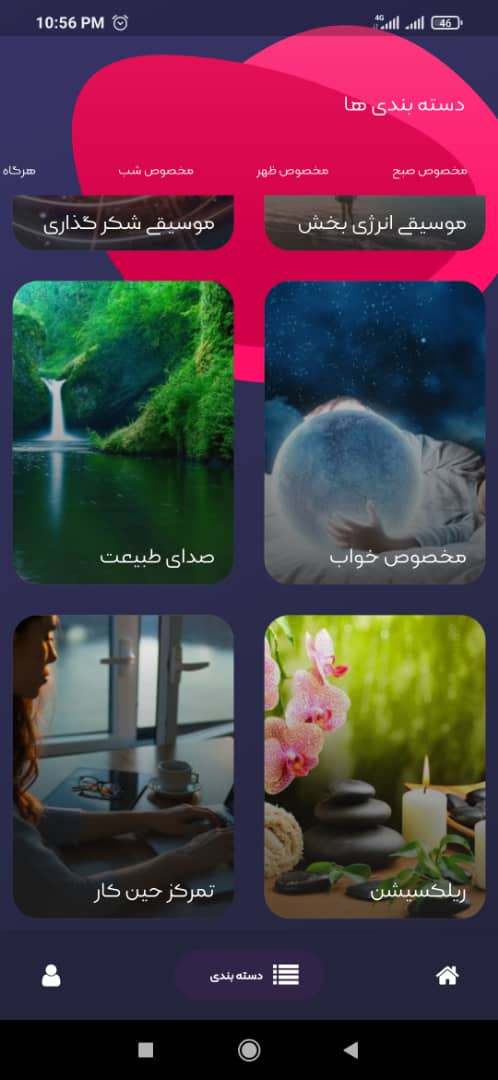 10:56 PM
4G
46
دسته بندی ها
مخصوص صبح
مخصوص ظهر
مخصوص شب
هرگاه
موسیقی انرژی بخش
موسیقی شکر گذاری
مخصوص خواب
صدای طبیعت
ریلکسیشن
تمرکز حین کار
دسته بندی